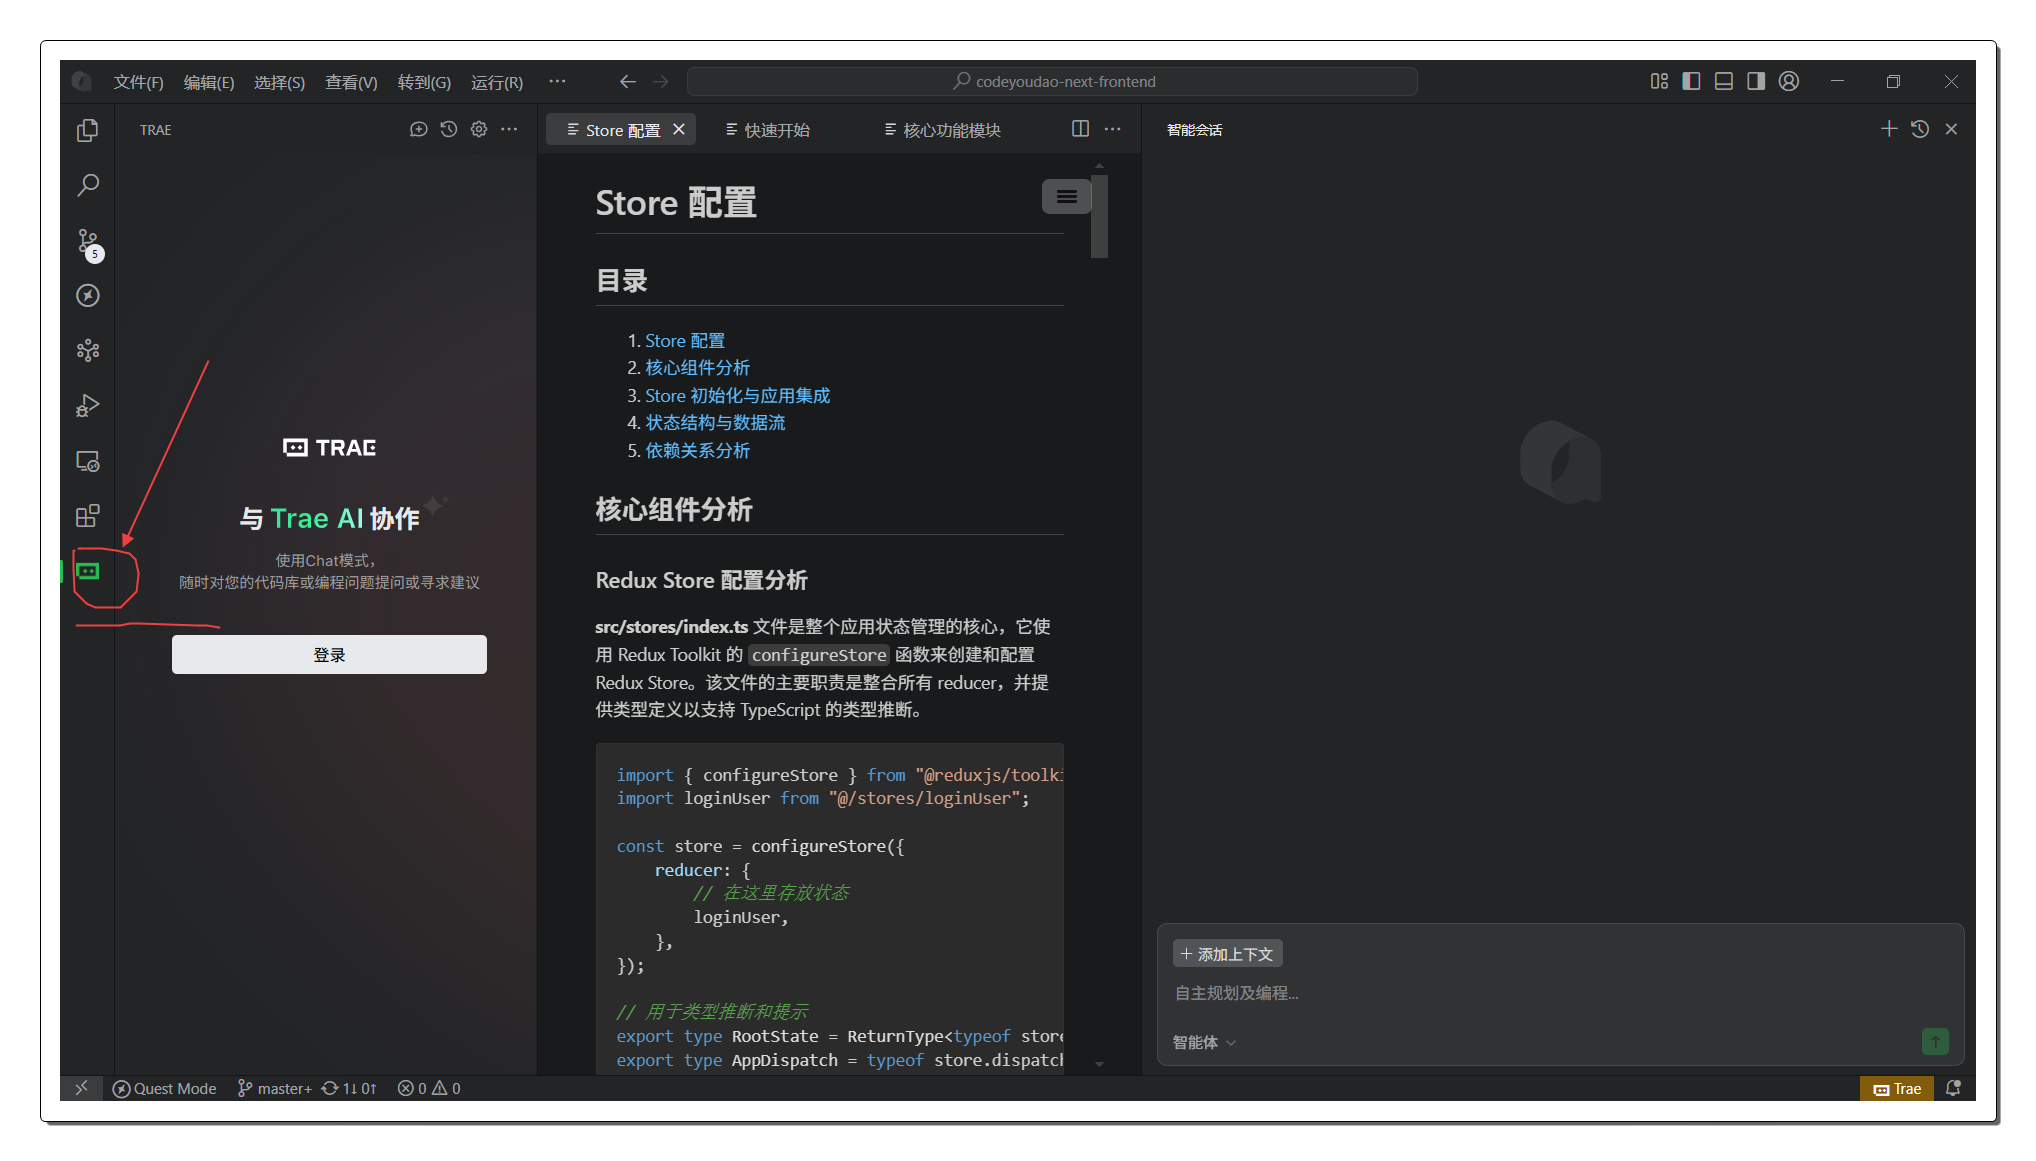 文件(F) 编辑(E) 选择(S) 查看(V) 转到(G) 运行(R) ··· codeyoudao-next-frontend
TRAE
5
TRAE
与 Trae AI 协作
使用Chat模式，
随时对您的代码库或编程问题提问或寻求建议
登录
Store 配置 快速开始 核心功能模块
Store 配置
目录
1. Store 配置
2. 核心组件分析
3. Store 初始化与应用集成
4. 状态结构与数据流
5. 依赖关系分析
核心组件分析
Redux Store 配置分析
src/stores/index.ts 文件是整个应用状态管理的核心，它使
用 Redux Toolkit 的 configureStore 函数来创建和配置
Redux Store。该文件的主要职责是整合所有 reducer，并提
供类型定义以支持 TypeScript 的类型推断。
import { configureStore } from "@reduxjs/toolki
import loginUser from "@/stores/loginUser";
const store = configureStore({
reducer: {
// 在这里存放状态
loginUser,
},
});
// 用于类型推断和提示
export type RootState = ReturnType<typeof store
export type AppDispatch = typeof store.dispatch
智能会话
添加上下文
自主规划及编程...
智能体
Quest Mode master+ 1↓ 0↑ 0 0 Trae